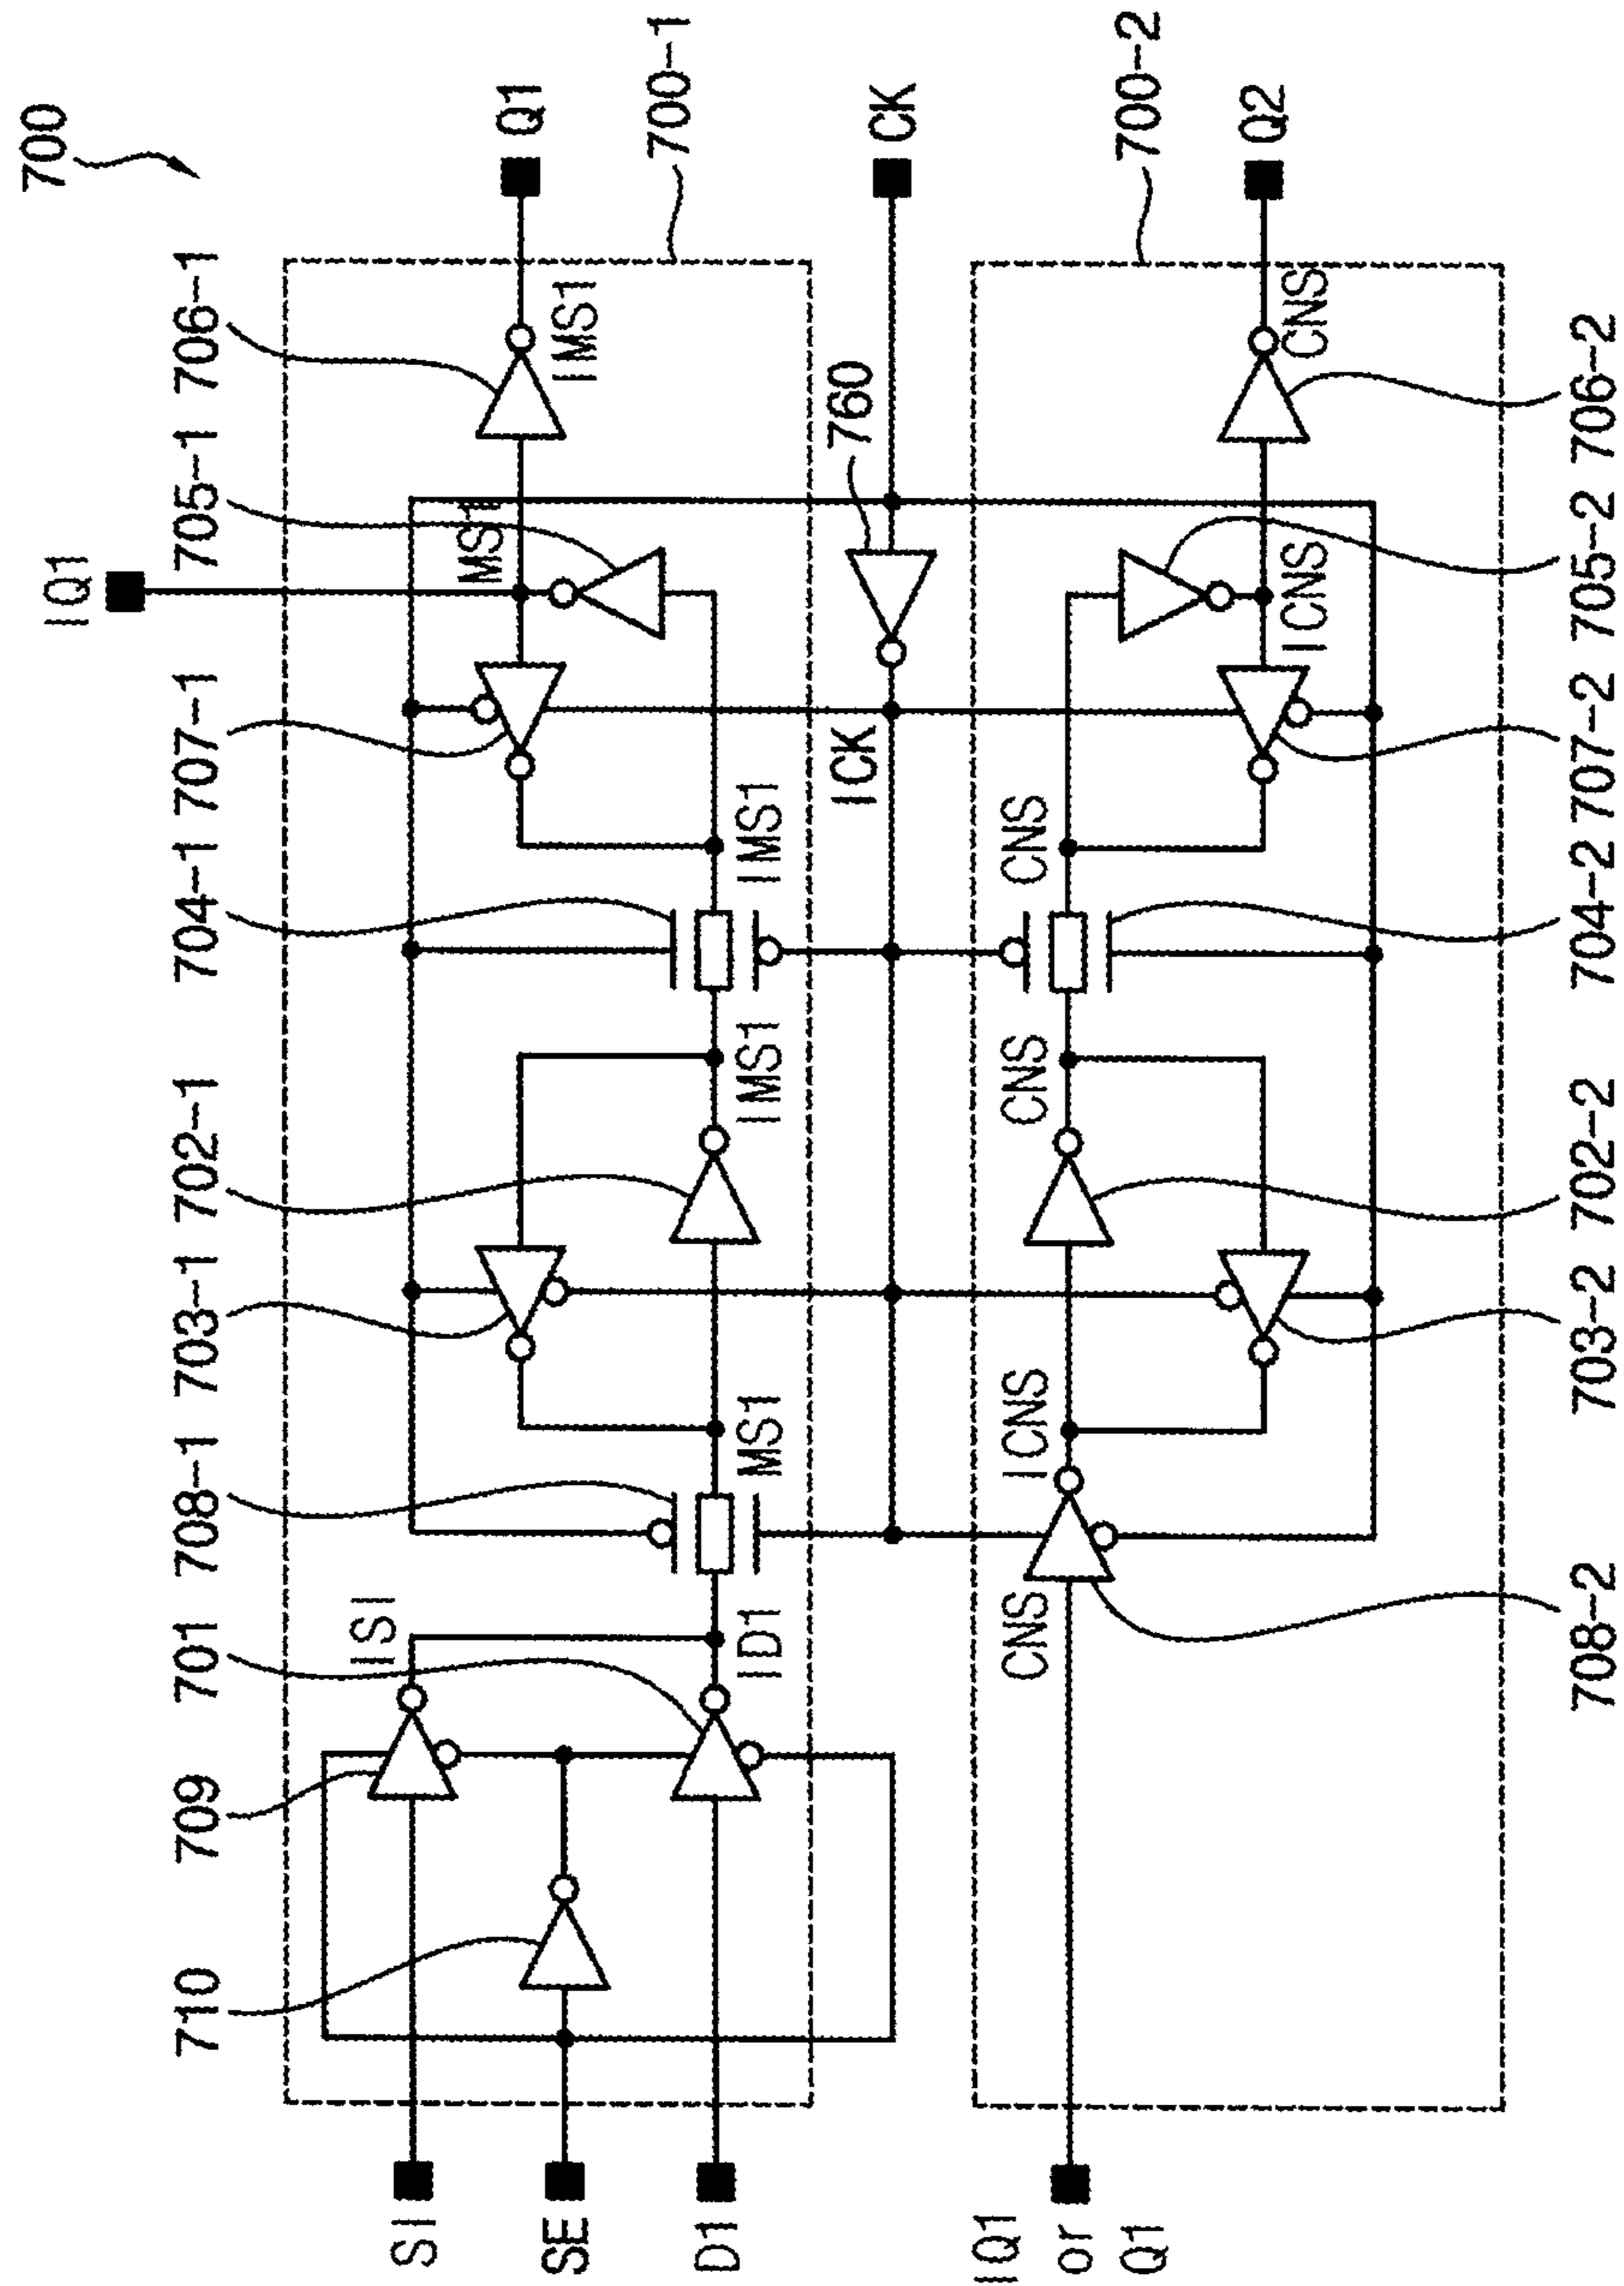 700
IQ1
710
709
701
708-1
703-1
702-1
704-1
707-1
705-1
706-1
SI
SE
D1
ISI
ID1
MS1
IMS1
IMS1
MS1
IMS1
Q1
700-1
ICK
760
CK
IQ1
or
Q1
CNS
ICNS
CNS
CNS
ICNS
CNS
Q2
700-2
708-2
703-2
702-2
704-2
707-2
705-2
706-2